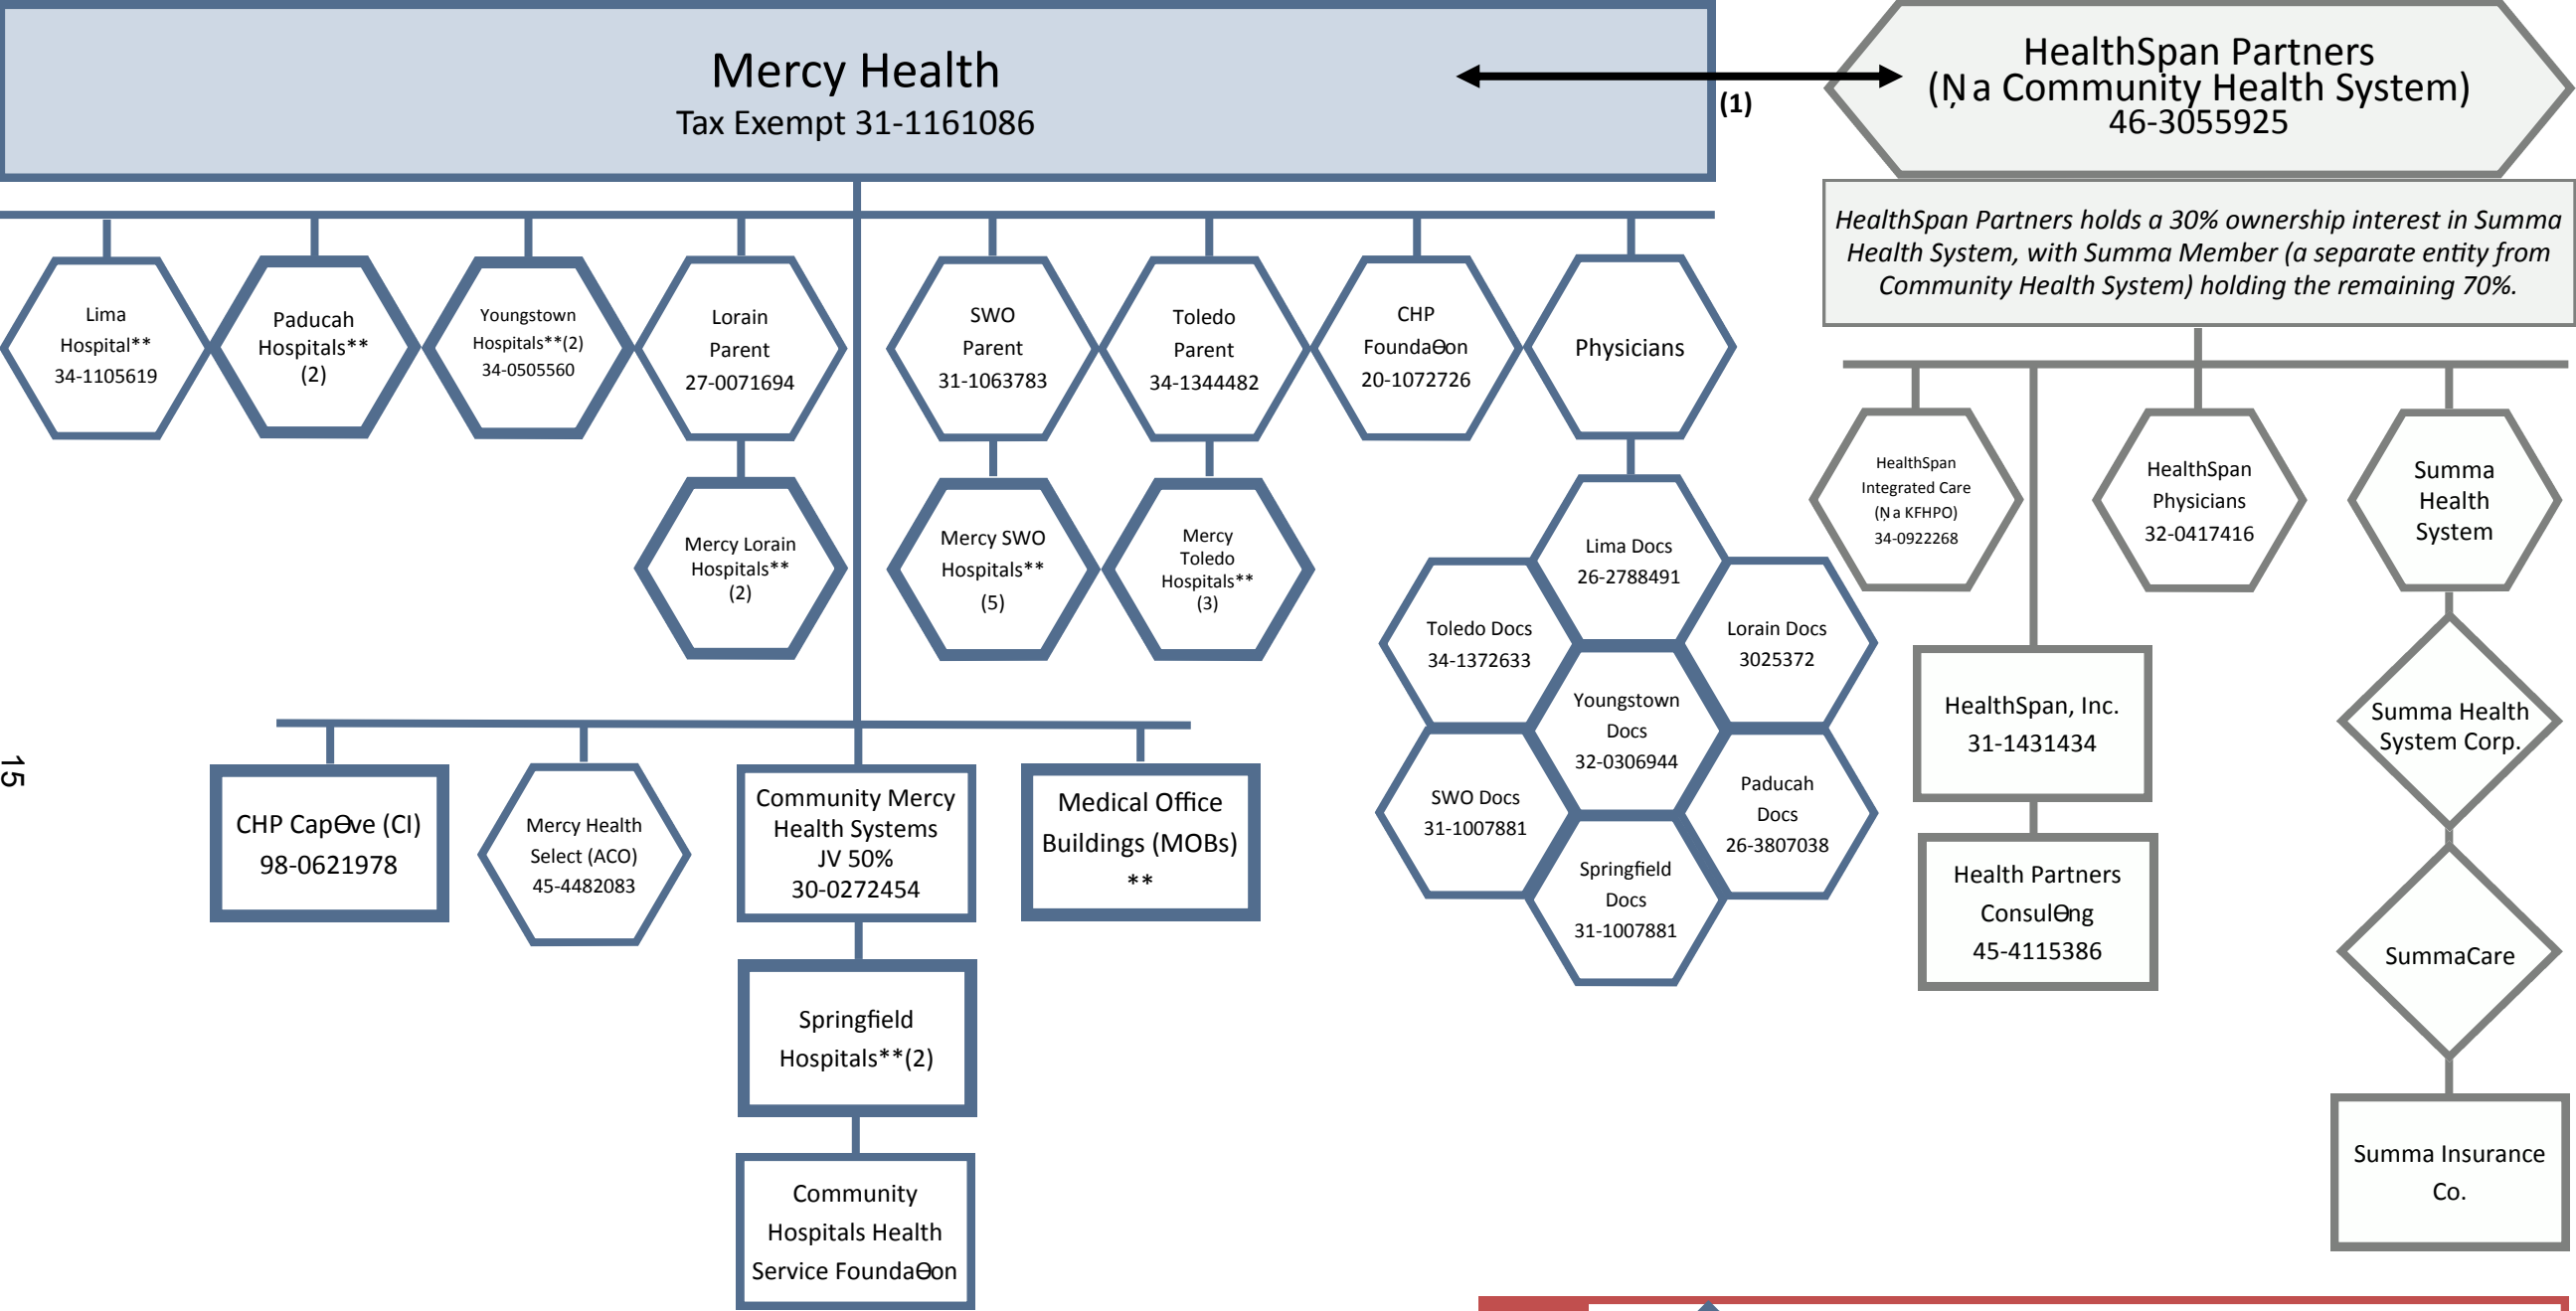 Mercy Health
Tax Exempt 31-1161086
(1)
HealthSpan Partners
(Ņa Community Health System)
46-3055925
HealthSpan Partners holds a 30% ownership interest in Summa
Health System, with Summa Member (a separate entity from
Community Health System) holding the remaining 70%.
Lima
Hospital**
34-1105619
Paducah
Hospitals**
(2)
Youngstown
Hospitals**(2)
34-0505560
Lorain
Parent
27-0071694
SWO
Parent
31-1063783
Toledo
Parent
34-1344482
CHP
FoundaƟon
20-1072726
Physicians
Mercy Lorain
Hospitals**
(2)
Mercy SWO
Hospitals**
(5)
Mercy
Toledo
Hospitals**
(3)
Lima Docs
26-2788491
Toledo Docs
34-1372633
Lorain Docs
3025372
Youngstown
Docs
32-0306944
SWO Docs
31-1007881
Paducah
Docs
26-3807038
Springfield
Docs
31-1007881
HealthSpan
Integrated Care
(Ņa KFHPO)
34-0922268
HealthSpan
Physicians
32-0417416
Summa
Health
System
HealthSpan, Inc.
31-1431434
Health Partners
ConsulƟng
45-4115386
Summa Health
System Corp.
SummaCare
Summa Insurance
Co.
CHP CapƟve (CI)
98-0621978
Mercy Health
Select (ACO)
45-4482083
Community Mercy
Health Systems
JV 50%
30-0272454
Medical Office
Buildings (MOBs)
**
Springfield
Hospitals**(2)
Community
Hospitals Health
Service FoundaƟon
15